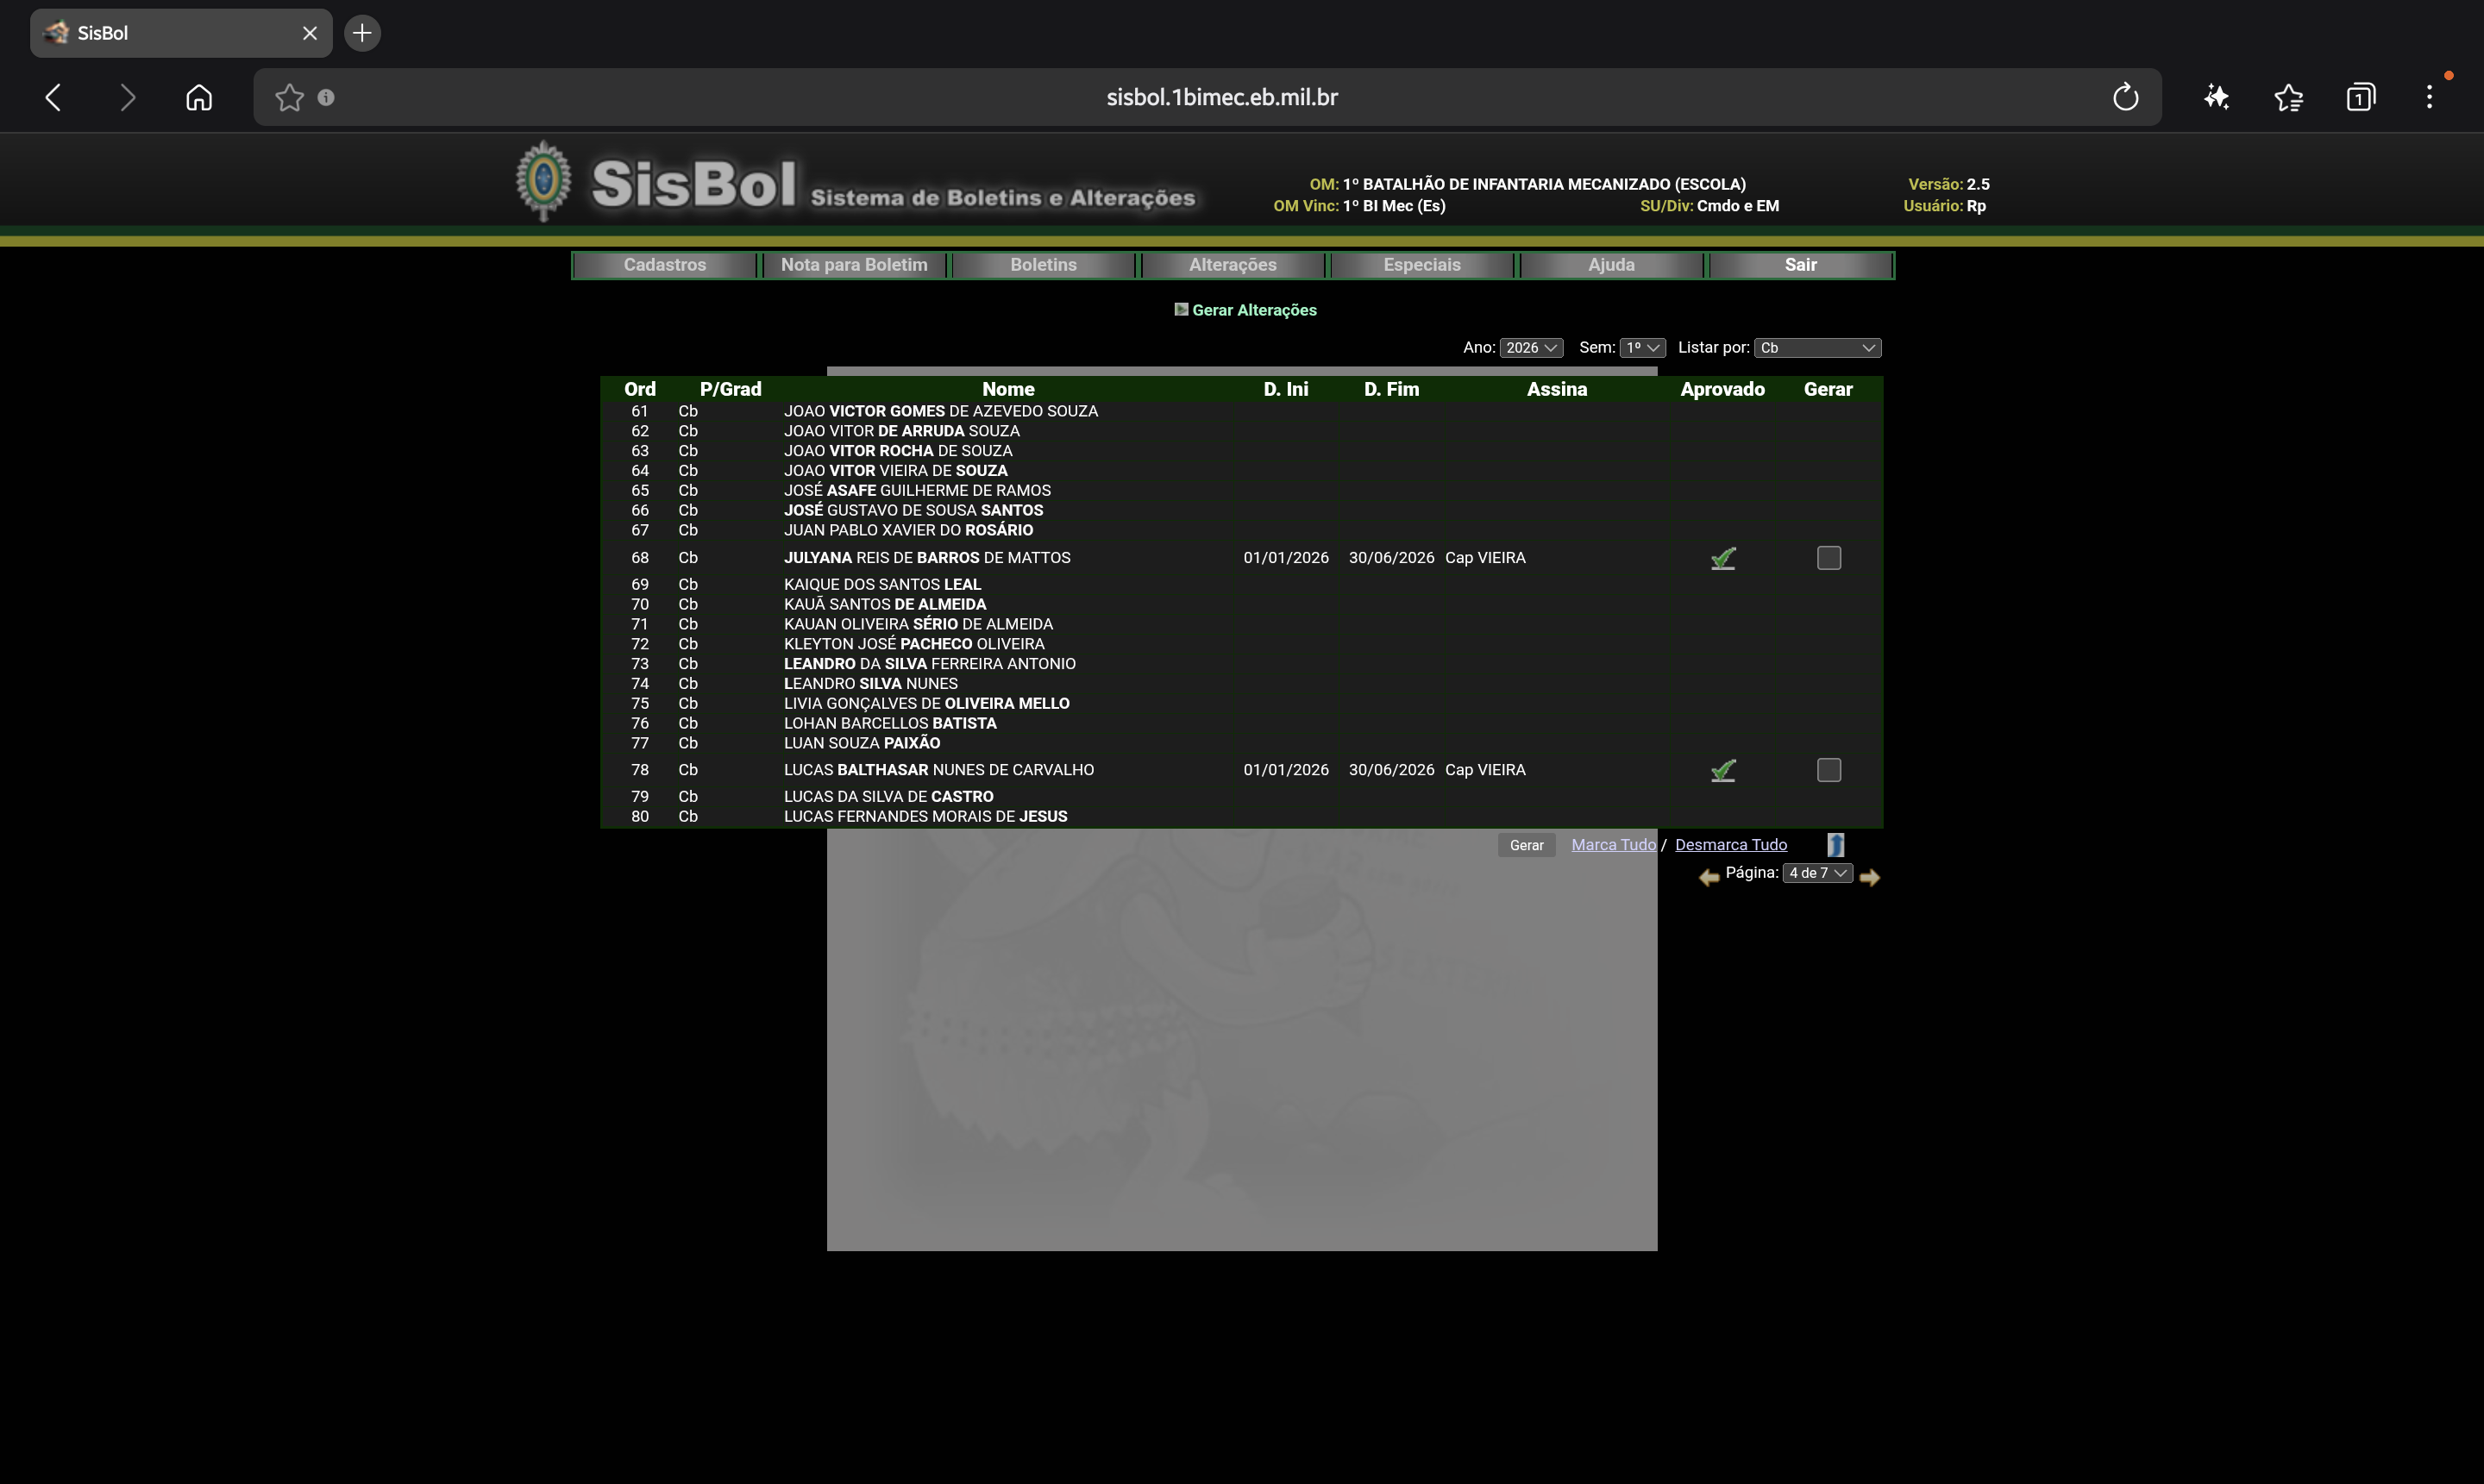 SisBol
sisbol.1bimec.eb.mil.br
1
SisBol Sistema de Boletins e Alterações
OM: 1º BATALHÃO DE INFANTARIA MECANIZADO (ESCOLA) Versão: 2.5
OM Vinc: 1º BI Mec (Es) SU/Div: Cmdo e EM Usuário: Rp
Cadastros Nota para Boletim Boletins Alterações Especiais Ajuda Sair
Gerar Alterações
Ano: 2026 Sem: 1º Listar por: Cb
Ord P/Grad Nome D. Ini D. Fim Assina Aprovado Gerar
61 Cb JOAO VICTOR GOMES DE AZEVEDO SOUZA
62 Cb JOAO VITOR DE ARRUDA SOUZA
63 Cb JOAO VITOR ROCHA DE SOUZA
64 Cb JOAO VITOR VIEIRA DE SOUZA
65 Cb JOSÉ ASAFE GUILHERME DE RAMOS
66 Cb JOSÉ GUSTAVO DE SOUSA SANTOS
67 Cb JUAN PABLO XAVIER DO ROSÁRIO
68 Cb JULYANA REIS DE BARROS DE MATTOS 01/01/2026 30/06/2026 Cap VIEIRA
69 Cb KAIQUE DOS SANTOS LEAL
70 Cb KAUÃ SANTOS DE ALMEIDA
71 Cb KAUAN OLIVEIRA SÉRIO DE ALMEIDA
72 Cb KLEYTON JOSÉ PACHECO OLIVEIRA
73 Cb LEANDRO DA SILVA FERREIRA ANTONIO
74 Cb LEANDRO SILVA NUNES
75 Cb LIVIA GONÇALVES DE OLIVEIRA MELLO
76 Cb LOHAN BARCELLOS BATISTA
77 Cb LUAN SOUZA PAIXÃO
78 Cb LUCAS BALTHASAR NUNES DE CARVALHO 01/01/2026 30/06/2026 Cap VIEIRA
79 Cb LUCAS DA SILVA DE CASTRO
80 Cb LUCAS FERNANDES MORAIS DE JESUS
Gerar Marca Tudo / Desmarca Tudo
Página: 4 de 7